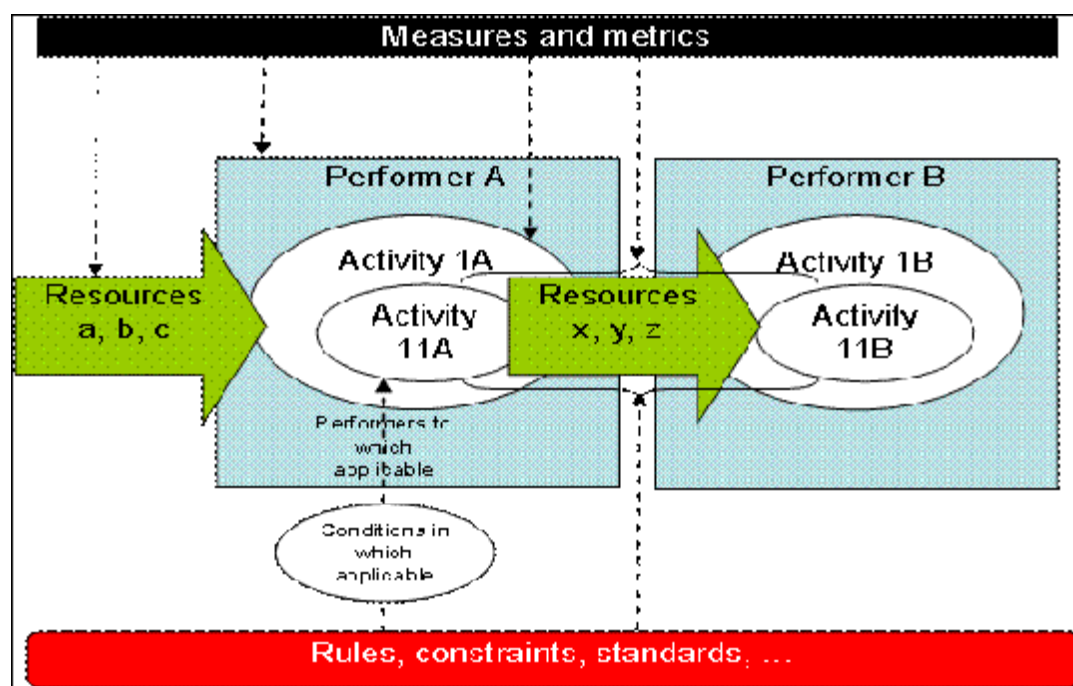 Measures and metrics
Performer A
Performer B
Activity 1A
Activity 1B
Resources
a, b, c
Activity
11A
Resources
x, y, z
Activity
11B
Performers to
which
applicable
Conditions in
which
applicable
Rules, constraints, standards, ...